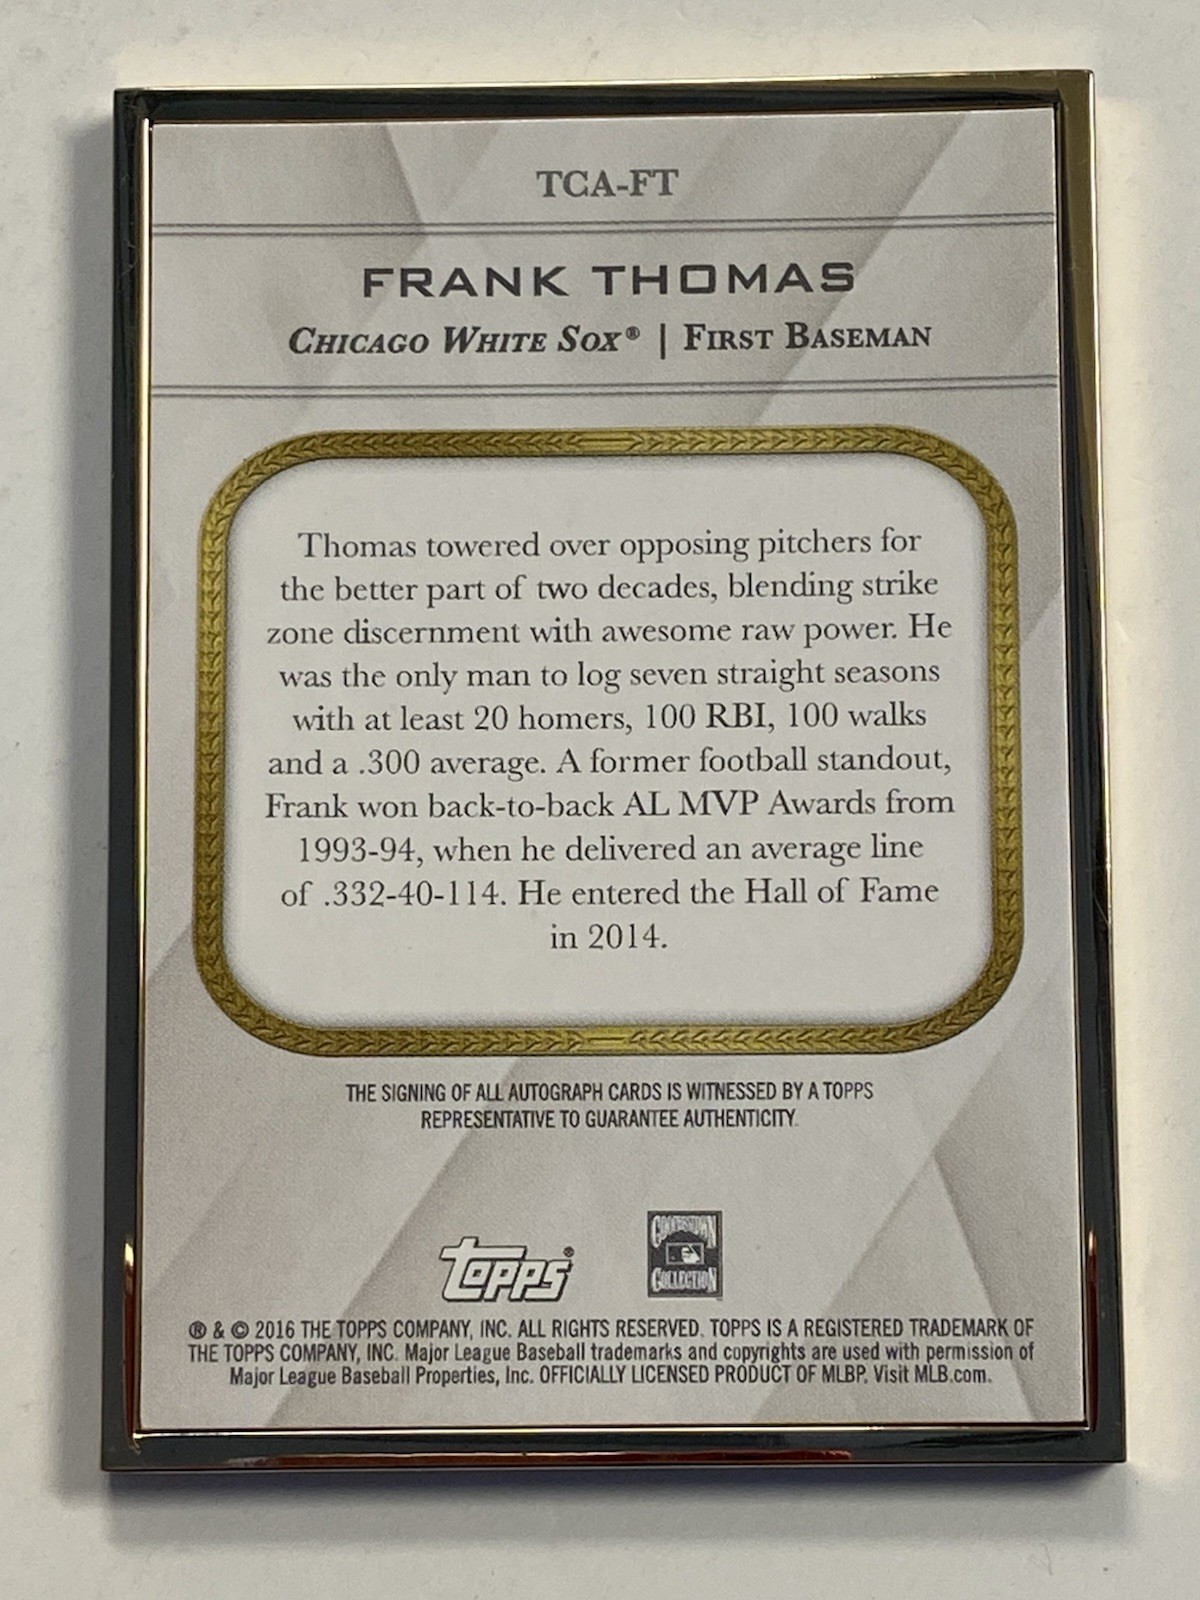 TCA-FT
FRANK THOMAS
CHICAGO WHITE SOX® | FIRST BASEMAN
Thomas towered over opposing pitchers for
the better part of two decades, blending strike
zone discernment with awesome raw power. He
was the only man to log seven straight seasons
with at least 20 homers, 100 RBI, 100 walks
and a .300 average. A former football standout,
Frank won back-to-back AL MVP Awards from
1993-94, when he delivered an average line
of .332-40-114. He entered the Hall of Fame
in 2014.
THE SIGNING OF ALL AUTOGRAPH CARDS IS WITNESSED BY A TOPPS
REPRESENTATIVE TO GUARANTEE AUTHENTICITY.
TOPPS®
COOPERSTOWN
COLLECTION
® & © 2016 THE TOPPS COMPANY, INC. ALL RIGHTS RESERVED. TOPPS IS A REGISTERED TRADEMARK OF
THE TOPPS COMPANY, INC. Major League Baseball trademarks and copyrights are used with permission of
Major League Baseball Properties, Inc. OFFICIALLY LICENSED PRODUCT OF MLBP. Visit MLB.com.